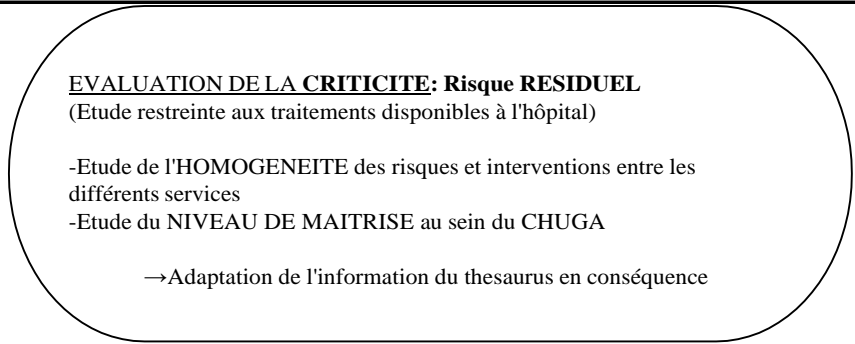 EVALUATION DE LA CRITICITE: Risque RESIDUEL
(Etude restreinte aux traitements disponibles à l'hôpital)
-Etude de l'HOMOGENEITE des risques et interventions entre les
différents services
-Etude du NIVEAU DE MAITRISE au sein du CHUGA
→Adaptation de l'information du thesaurus en conséquence